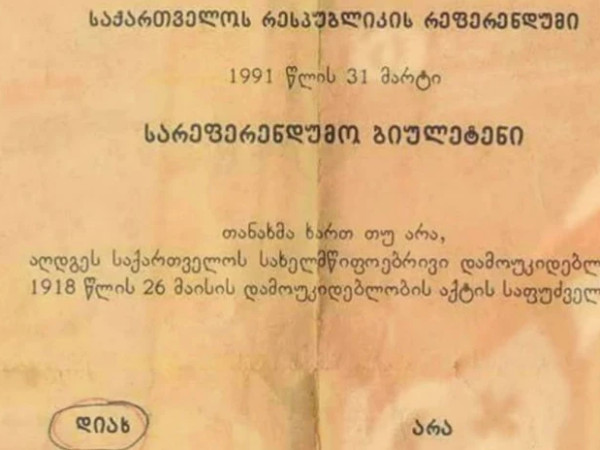 საქართველოს რესპუბლიკის რეფერენდუმი
1991 წლის 31 მარტი
სარეფერენდუმო ბიულეტენი
თანახმა ხართ თუ არა,
აღდგეს საქართველოს სახელმწიფოებრივი დამოუკიდებლ
1918 წლის 26 მაისის დამოუკიდებლობის აქტის საფუძველ
დიახ არა